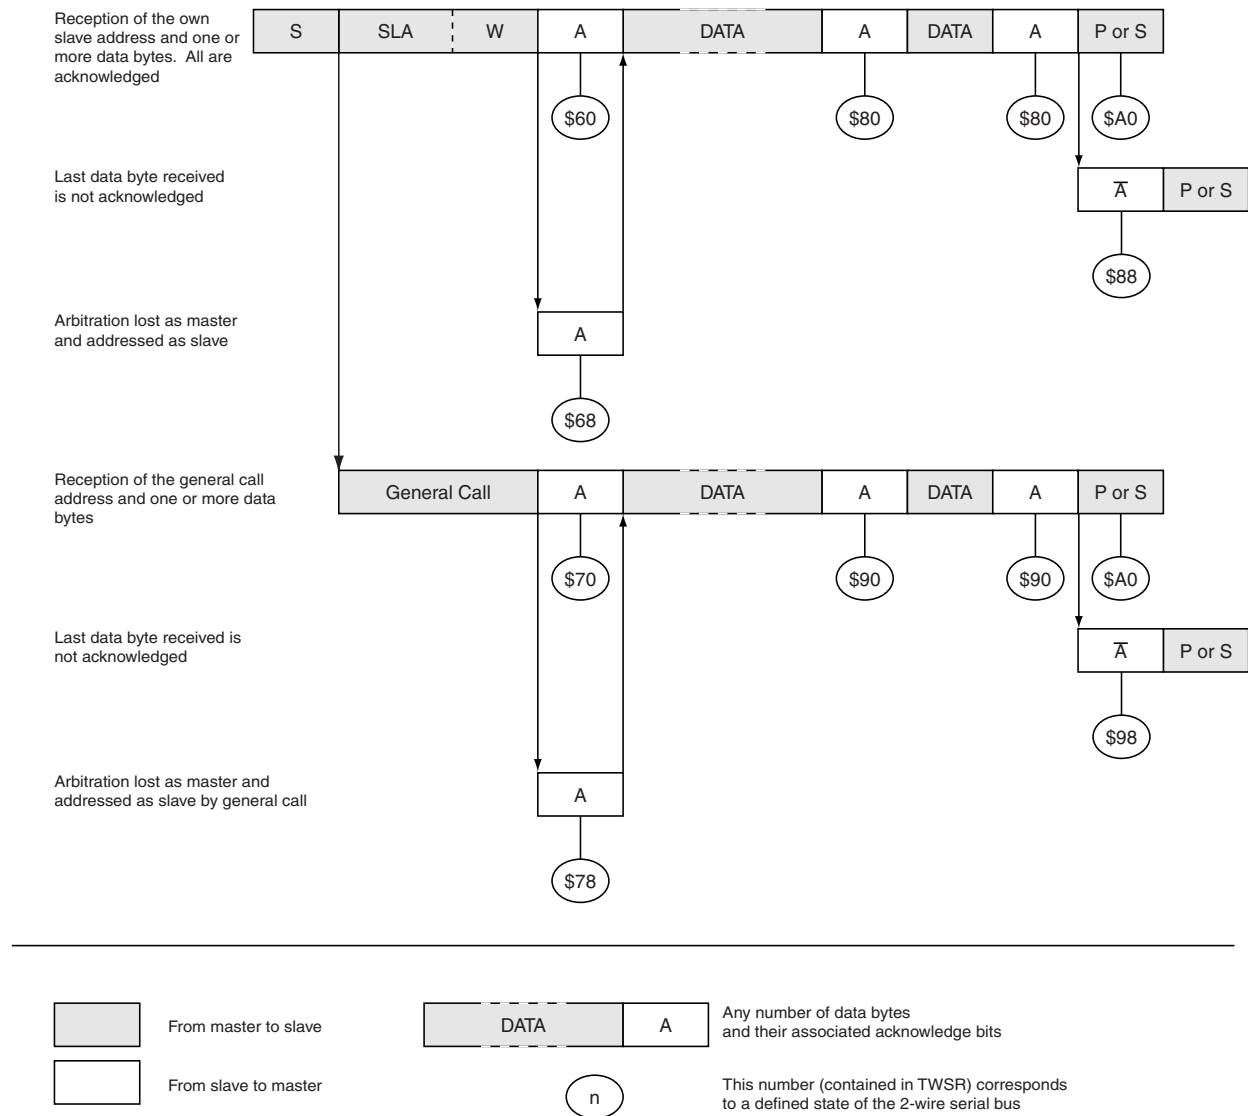 Reception of the own
slave address and one or
more data bytes.  All are
acknowledged
S SLA W A DATA A DATA A P or S
$60 $80 $80 $A0
Last data byte received
is not acknowledged
A̅ P or S
$88
Arbitration lost as master
and addressed as slave
A
$68
Reception of the general call
address and one or more data
bytes
General Call A DATA A DATA A P or S
$70 $90 $90 $A0
Last data byte received is
not acknowledged
A̅ P or S
$98
Arbitration lost as master and
addressed as slave by general call
A
$78
From master to slave
DATA A
Any number of data bytes
and their associated acknowledge bits
From slave to master
n
This number (contained in TWSR) corresponds
to a defined state of the 2-wire serial bus